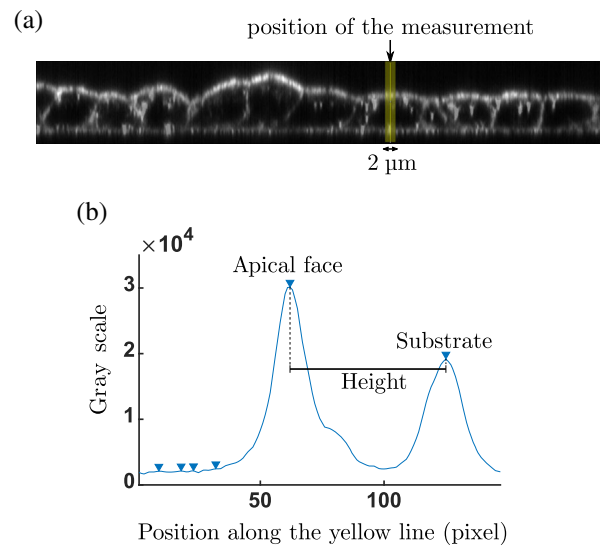 (a)
position of the measurement
2 µm
(b)
×10⁴
Apical face
3
Substrate
2
Height
Gray scale
1
0
50
100
Position along the yellow line (pixel)